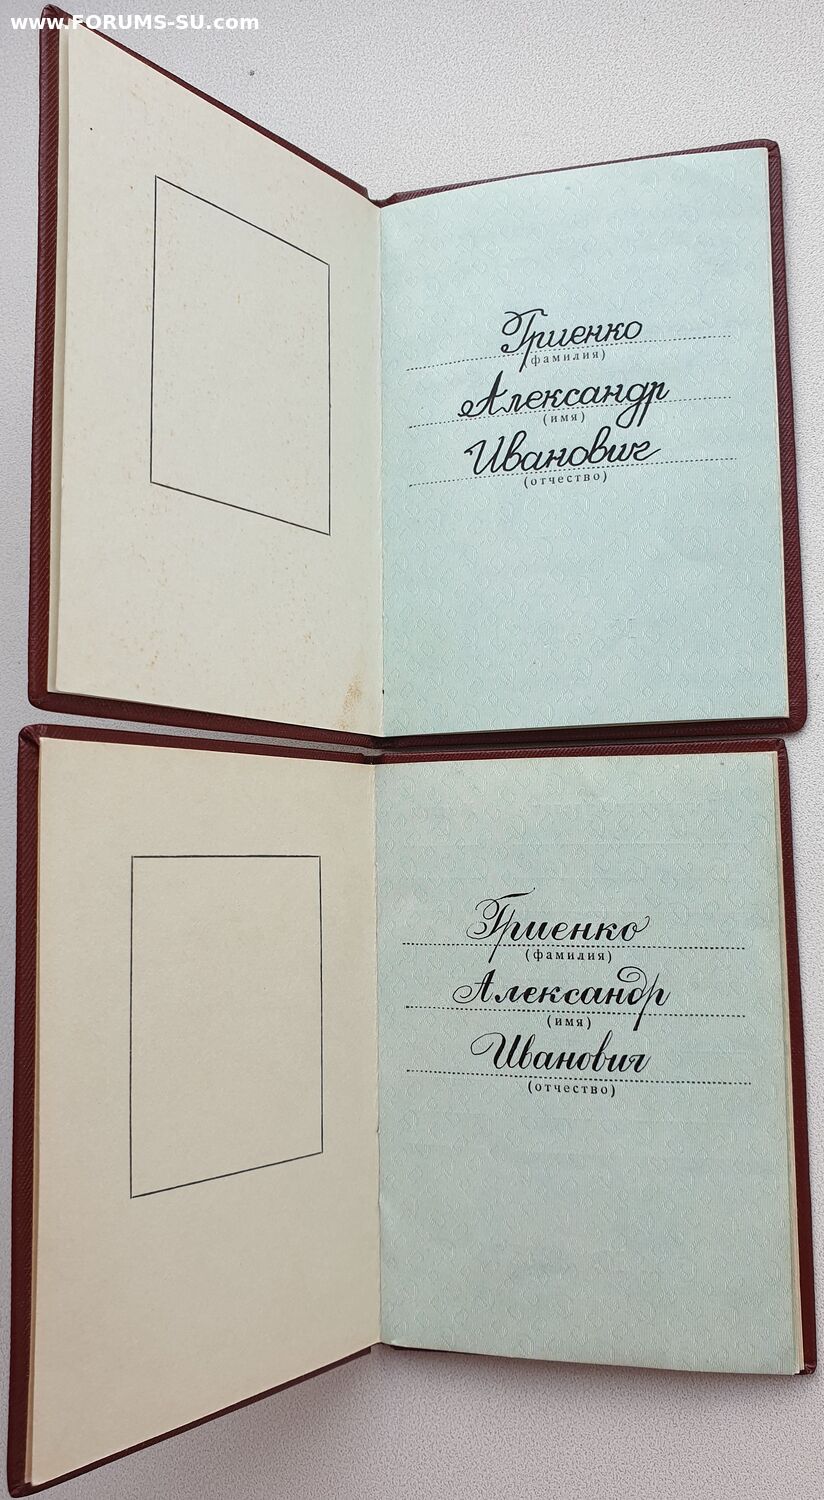 www.FORUMS-SU.com
Гриенко
(фамилия)
Александр
(имя)
Иванович
(отчество)
Гриенко
(фамилия)
Александр
(имя)
Иванович
(отчество)